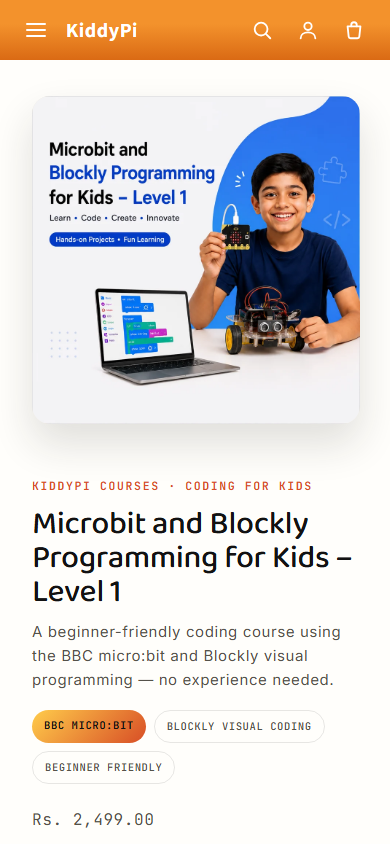 KiddyPi
Microbit and
Blockly Programming
for Kids – Level 1
Learn • Code • Create • Innovate
Hands-on Projects • Fun Learning
</>
KIDDYPI COURSES · CODING FOR KIDS
Microbit and Blockly
Programming for Kids –
Level 1
A beginner-friendly coding course using
the BBC micro:bit and Blockly visual
programming — no experience needed.
BBC MICRO:BIT
BLOCKLY VISUAL CODING
BEGINNER FRIENDLY
Rs. 2,499.00